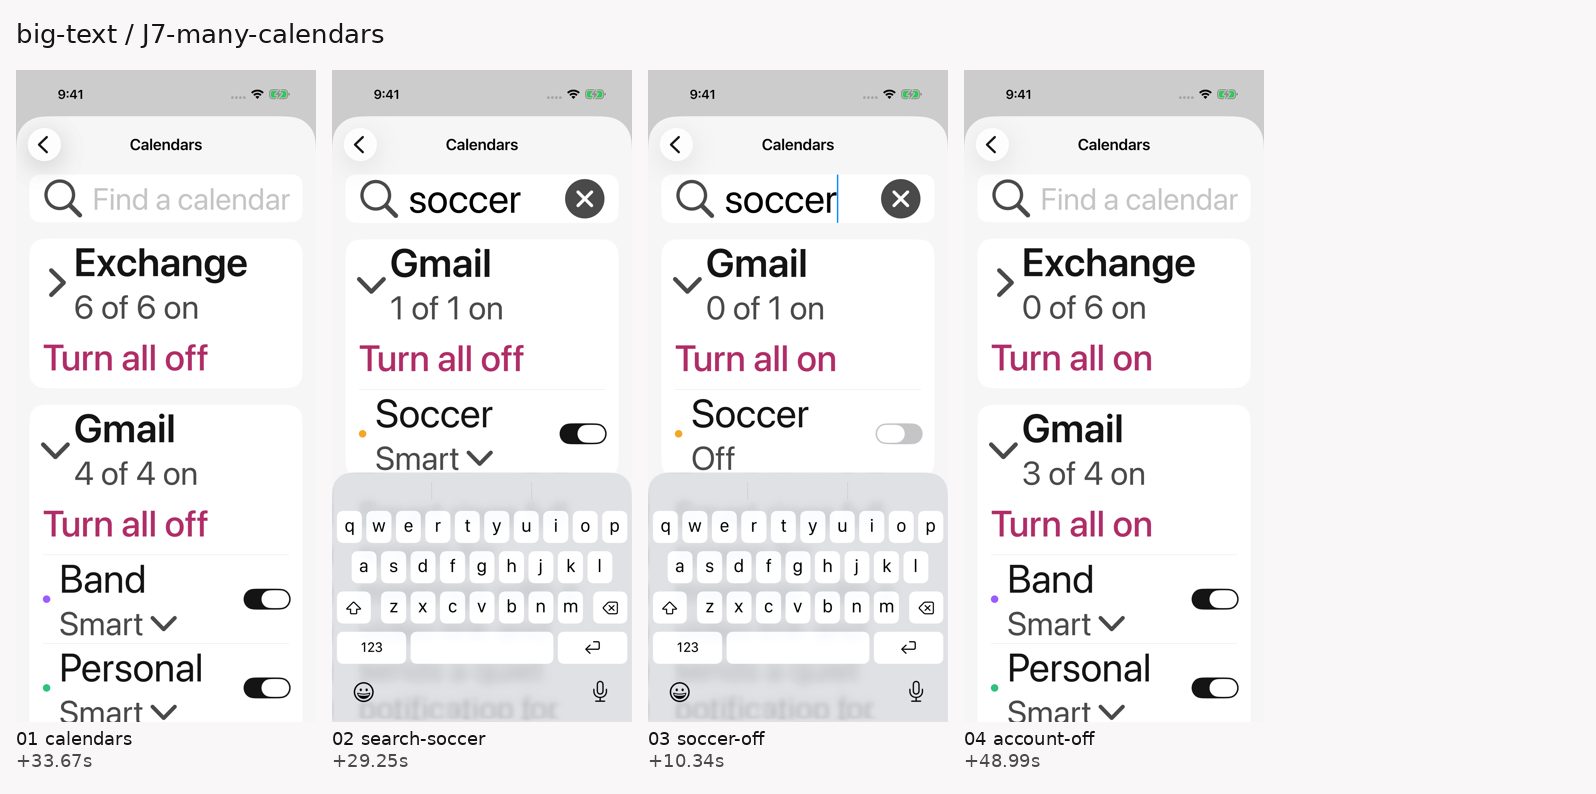 big-text / J7-many-calendars
9:41
Calendars
Find a calendar
Exchange
6 of 6 on
Turn all off
Gmail
4 of 4 on
Turn all off
Band
Smart
Personal
Smart
01 calendars
+33.67s
9:41
Calendars
soccer
Gmail
1 of 1 on
Turn all off
Soccer
Smart
q w e r t y u i o p
a s d f g h j k l
z x c v b n m
123
notification for
02 search-soccer
+29.25s
9:41
Calendars
soccer
Gmail
0 of 1 on
Turn all on
Soccer
Off
q w e r t y u i o p
a s d f g h j k l
z x c v b n m
123
notification for
03 soccer-off
+10.34s
9:41
Calendars
Find a calendar
Exchange
0 of 6 on
Turn all on
Gmail
3 of 4 on
Turn all on
Band
Smart
Personal
Smart
04 account-off
+48.99s